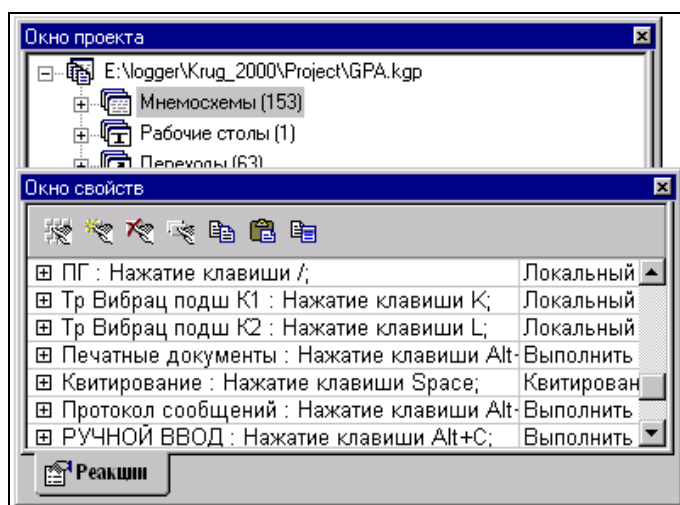 Окно проекта
E:\logger\Krug_2000\Project\GPA.kgp
Мнемосхемы (153)
Рабочие столы (1)
Переходы (63)
Окно свойств
ПГ : Нажатие клавиши /; Локальный
Тр Вибрац подш К1 : Нажатие клавиши K; Локальный
Тр Вибрац подш К2 : Нажатие клавиши L; Локальный
Печатные документы : Нажатие клавиши Alt- Выполнить
Квитирование : Нажатие клавиши Space; Квитирован
Протокол сообщений : Нажатие клавиши Alt- Выполнить
РУЧНОЙ ВВОД : Нажатие клавиши Alt+C; Выполнить
Реакции